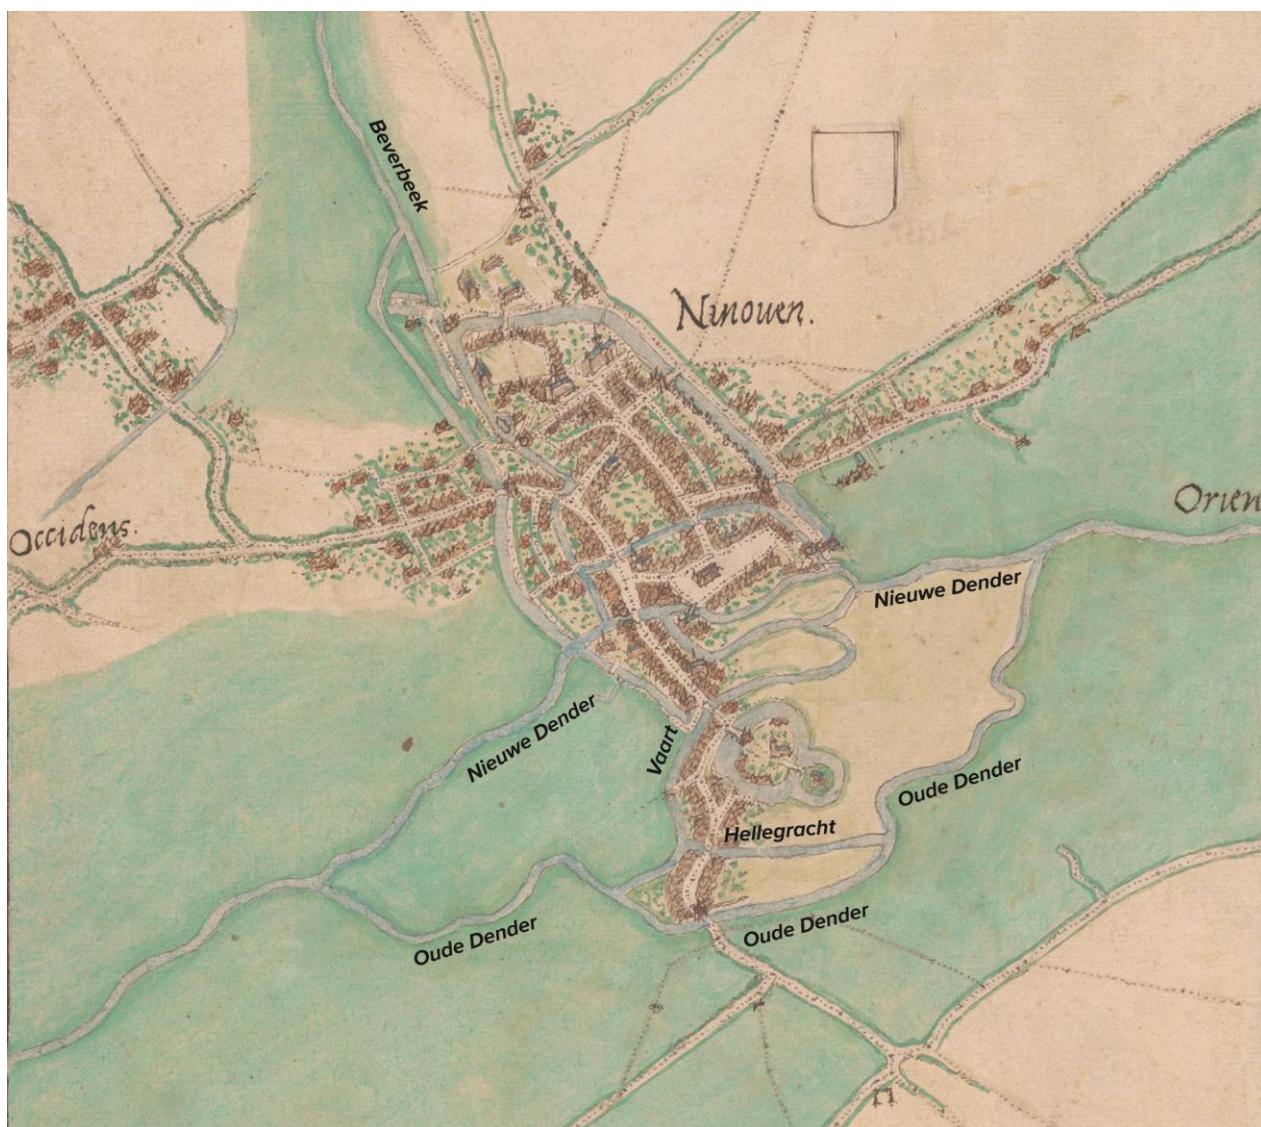 Beverbeek
Ninouen.
Occidens.
Orien
Nieuwe Dender
Nieuwe Dender
Vaart
Oude Dender
Hellegracht
Oude Dender
Oude Dender